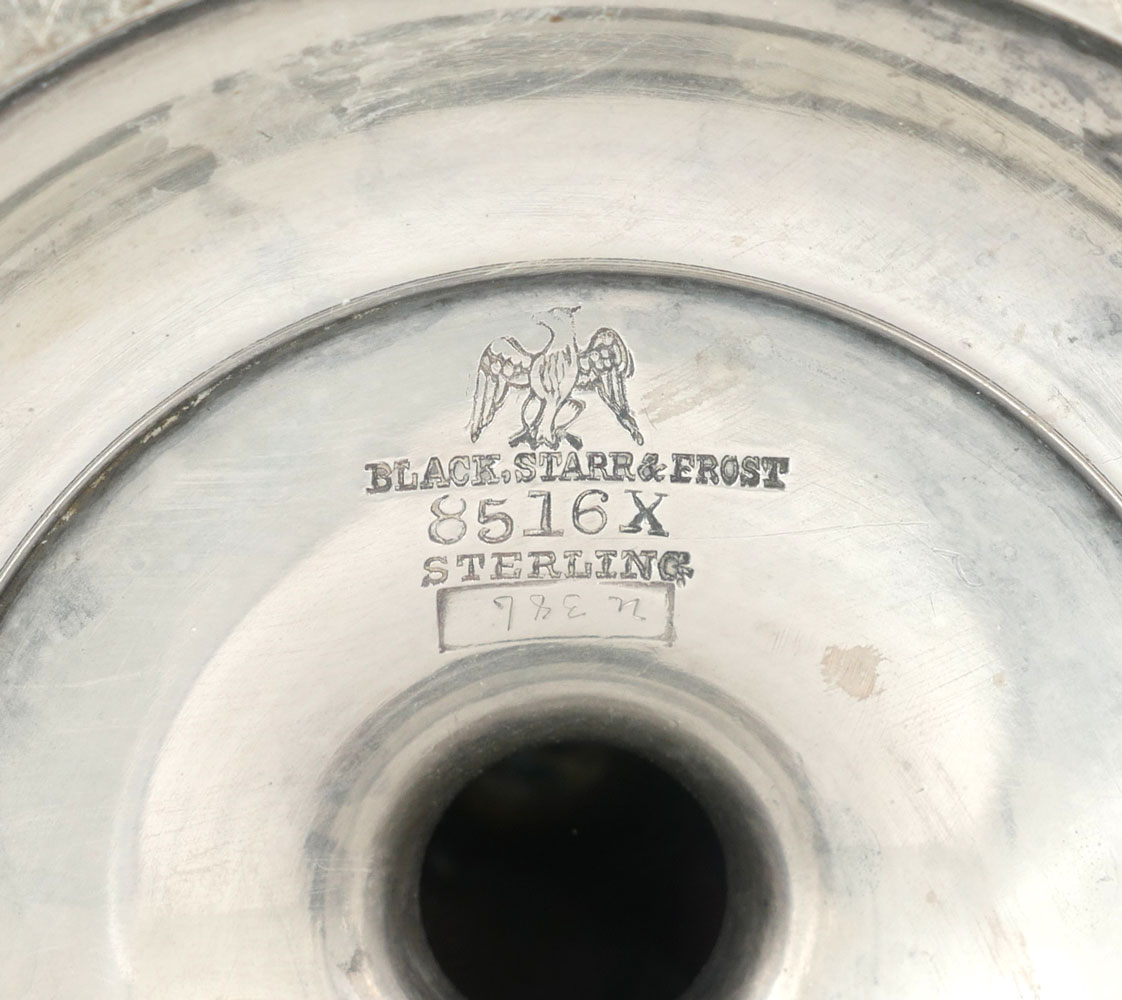 BLACK, STARR & FROST
8516X
STERLING